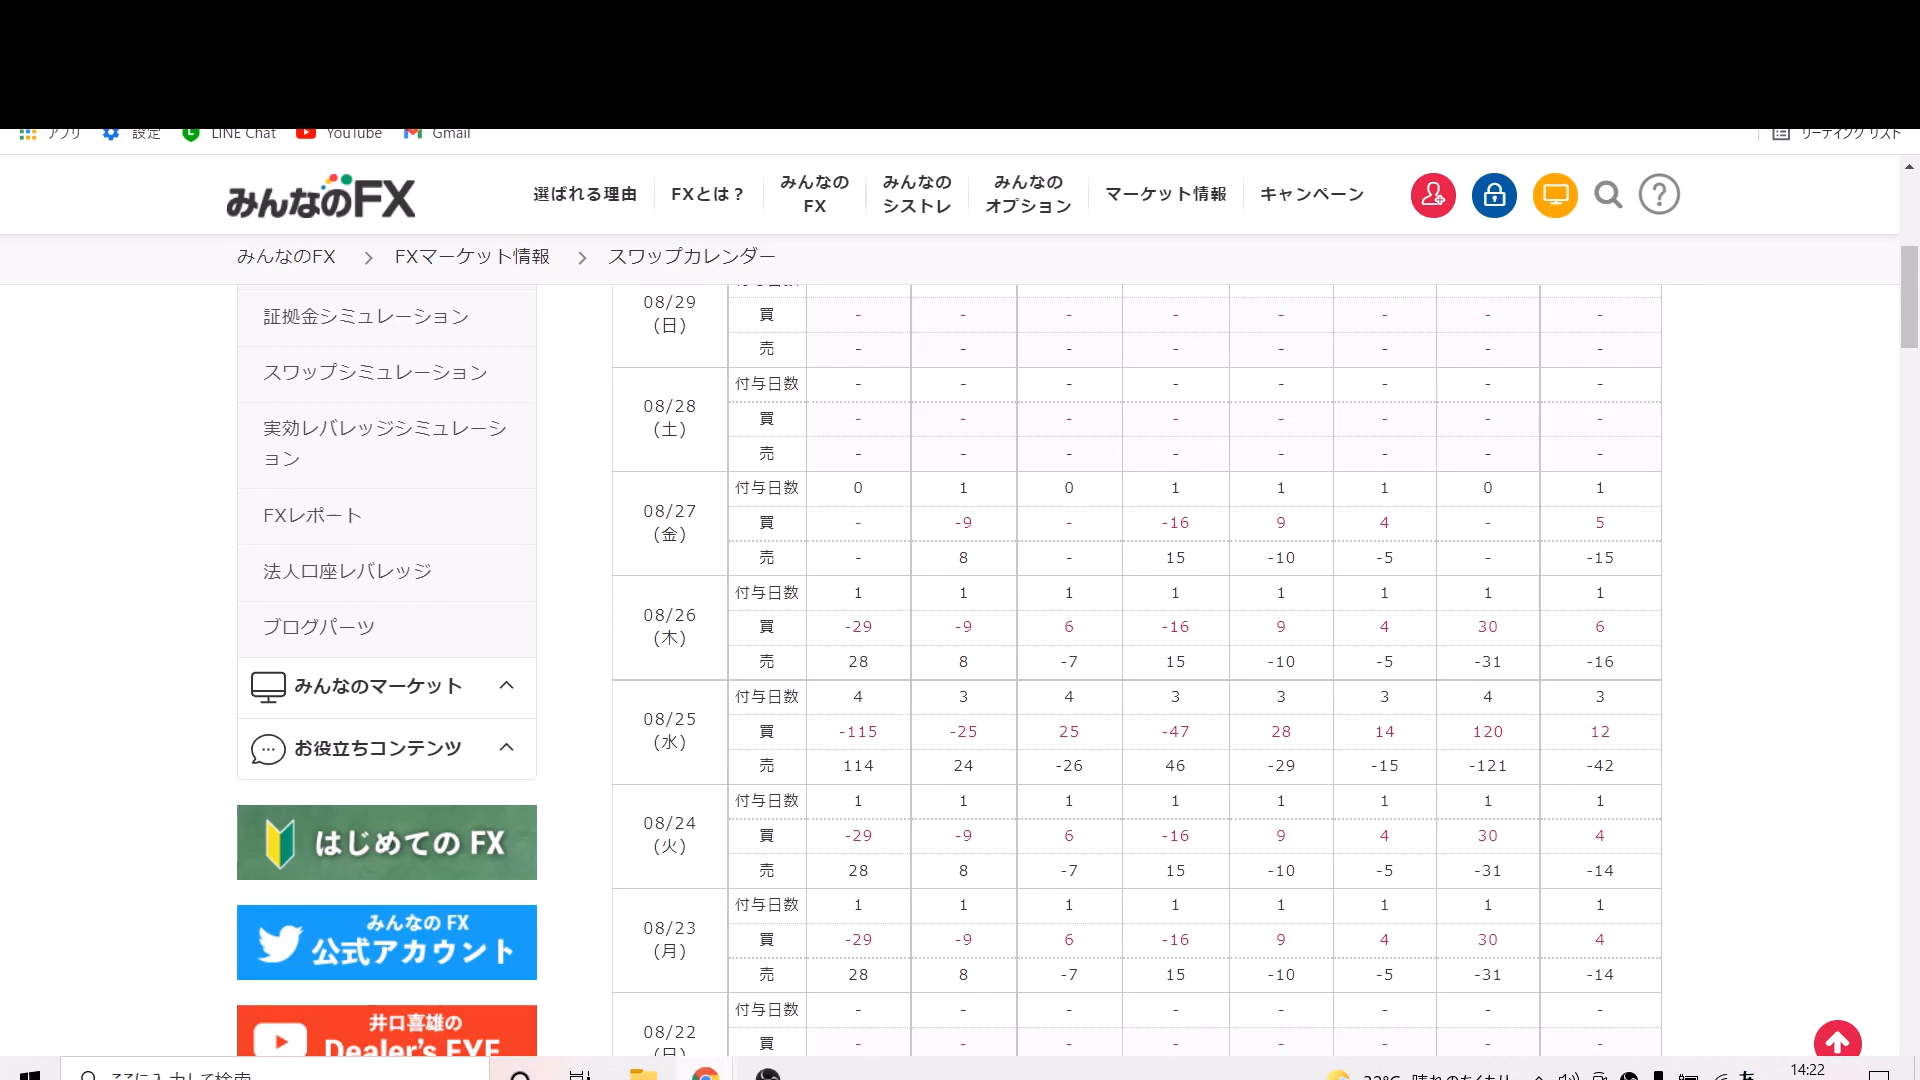 アプリ 設定 LINE Chat YouTube Gmail リーディング リスト
みんなのFX 選ばれる理由 FXとは？ みんなの FX みんなの シストレ みんなの オプション マーケット情報 キャンペーン
みんなのFX > FXマーケット情報 > スワップカレンダー
証拠金シミュレーション
スワップシミュレーション
実効レバレッジシミュレーシ
ョン
FXレポート
法人口座レバレッジ
ブログパーツ
みんなのマーケット
お役立ちコンテンツ
はじめての FX
みんなの FX
公式アカウント
井口喜雄の
Dealer's EYE
08/29
(日)
買 - - - - - - - -
売 - - - - - - - -
08/28
(土)
付与日数 - - - - - - - -
買 - - - - - - - -
売 - - - - - - - -
08/27
(金)
付与日数 0 1 0 1 1 1 0 1
買 - -9 - -16 9 4 - 5
売 - 8 - 15 -10 -5 - -15
08/26
(木)
付与日数 1 1 1 1 1 1 1 1
買 -29 -9 6 -16 9 4 30 6
売 28 8 -7 15 -10 -5 -31 -16
08/25
(水)
付与日数 4 3 4 3 3 3 4 3
買 -115 -25 25 -47 28 14 120 12
売 114 24 -26 46 -29 -15 -121 -42
08/24
(火)
付与日数 1 1 1 1 1 1 1 1
買 -29 -9 6 -16 9 4 30 4
売 28 8 -7 15 -10 -5 -31 -14
08/23
(月)
付与日数 1 1 1 1 1 1 1 1
買 -29 -9 6 -16 9 4 30 4
売 28 8 -7 15 -10 -5 -31 -14
08/22
(日)
付与日数 - - - - - - - -
買 - - - - - - - -
ここに入力して検索
あ
14:22